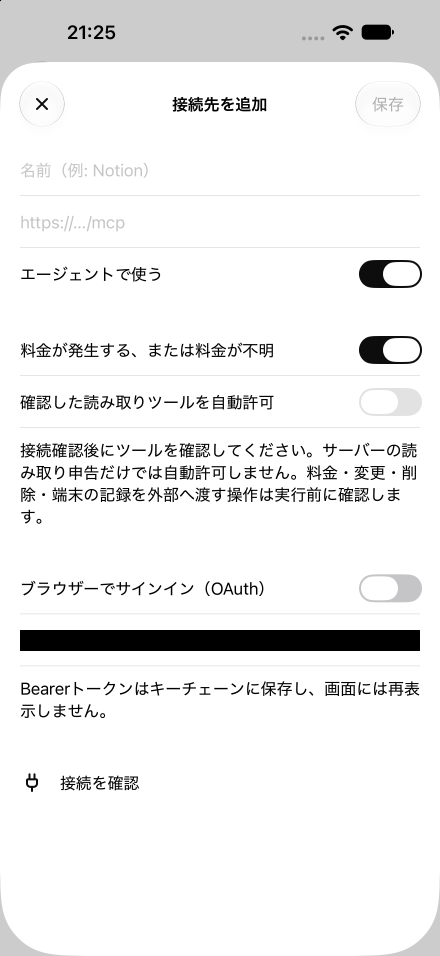 21:25
接続先を追加
保存
名前（例: Notion）
https://.../mcp
エージェントで使う
料金が発生する、または料金が不明
確認した読み取りツールを自動許可
接続確認後にツールを確認してください。サーバーの読
み取り申告だけでは自動許可しません。料金・変更・削
除・端末の記録を外部へ渡す操作は実行前に確認しま
す。
ブラウザーでサインイン（OAuth）
Bearerトークンはキーチェーンに保存し、画面には再表
示しません。
接続を確認